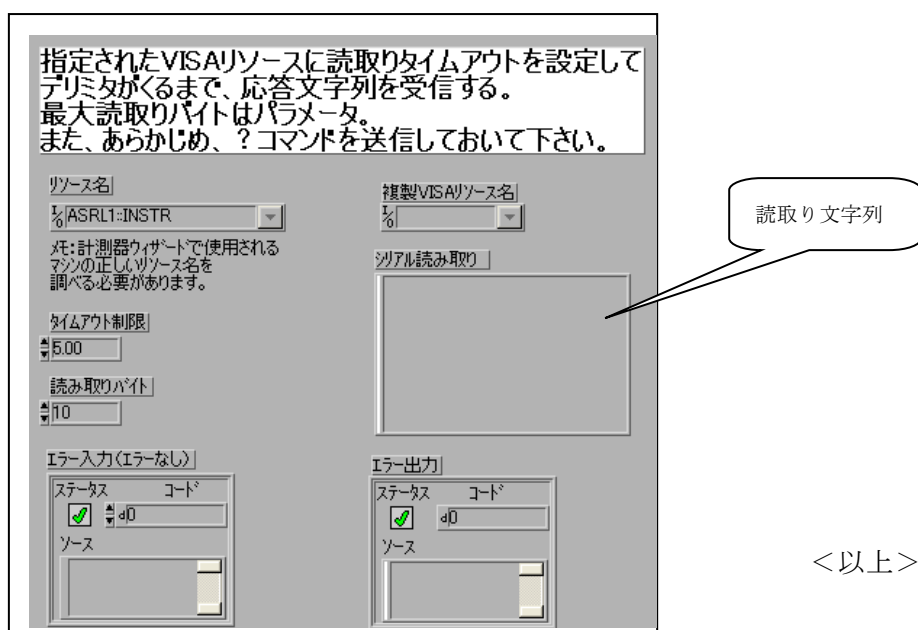 指定されたVISAリソースに読取りタイムアウトを設定して
デリミタがくるまで、応答文字列を受信する。
最大読取りバイトはパラメータ。
また、あらかじめ、?コマンドを送信しておいて下さい。
リソース名
ASRL1::INSTR
メモ:計測器ウィザードで使用される
マシンの正しいリソース名を
調べる必要があります。
タイムアウト制限
5.00
読み取りバイト
10
エラー入力(エラーなし)
ステータス コード
d0
ソース
複製VISAリソース名
シリアル読み取り
読取り文字列
エラー出力
ステータス コード
d0
ソース
<以上>